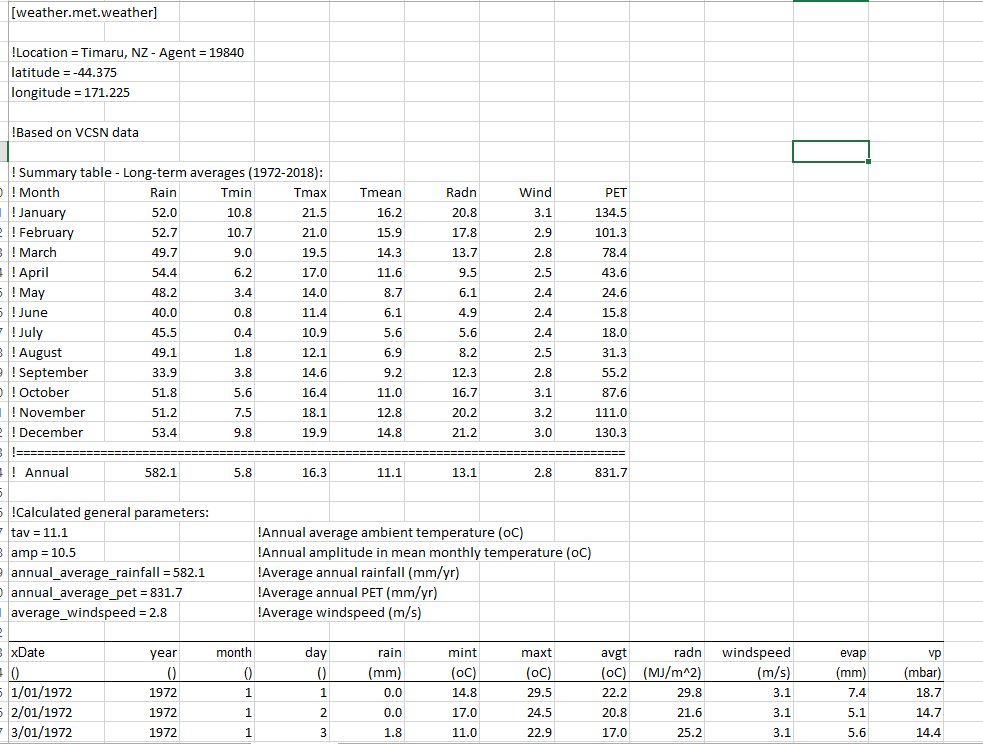 [weather.met.weather]
!Location = Timaru, NZ - Agent = 19840
latitude = -44.375
longitude = 171.225
!Based on VCSN data
! Summary table - Long-term averages (1972-2018):
! Month Rain Tmin Tmax Tmean Radn Wind PET
! January 52.0 10.8 21.5 16.2 20.8 3.1 134.5
! February 52.7 10.7 21.0 15.9 17.8 2.9 101.3
! March 49.7 9.0 19.5 14.3 13.7 2.8 78.4
! April 54.4 6.2 17.0 11.6 9.5 2.5 43.6
! May 48.2 3.4 14.0 8.7 6.1 2.4 24.6
! June 40.0 0.8 11.4 6.1 4.9 2.4 15.8
! July 45.5 0.4 10.9 5.6 5.6 2.4 18.0
! August 49.1 1.8 12.1 6.9 8.2 2.5 31.3
! September 33.9 3.8 14.6 9.2 12.3 2.8 55.2
! October 51.8 5.6 16.4 11.0 16.7 3.1 87.6
! November 51.2 7.5 18.1 12.8 20.2 3.2 111.0
! December 53.4 9.8 19.9 14.8 21.2 3.0 130.3
!=======================================================================================
! Annual 582.1 5.8 16.3 11.1 13.1 2.8 831.7
!Calculated general parameters:
tav = 11.1 !Annual average ambient temperature (oC)
amp = 10.5 !Annual amplitude in mean monthly temperature (oC)
annual_average_rainfall = 582.1 !Average annual rainfall (mm/yr)
annual_average_pet = 831.7 !Average annual PET (mm/yr)
average_windspeed = 2.8 !Average windspeed (m/s)
xDate year month day rain mint maxt avgt radn windspeed evap vp
() () () () (mm) (oC) (oC) (oC) (MJ/m^2) (m/s) (mm) (mbar)
1/01/1972 1972 1 1 0.0 14.8 29.5 22.2 29.8 3.1 7.4 18.7
2/01/1972 1972 1 2 0.0 17.0 24.5 20.8 21.6 3.1 5.1 14.7
3/01/1972 1972 1 3 1.8 11.0 22.9 17.0 25.2 3.1 5.6 14.4